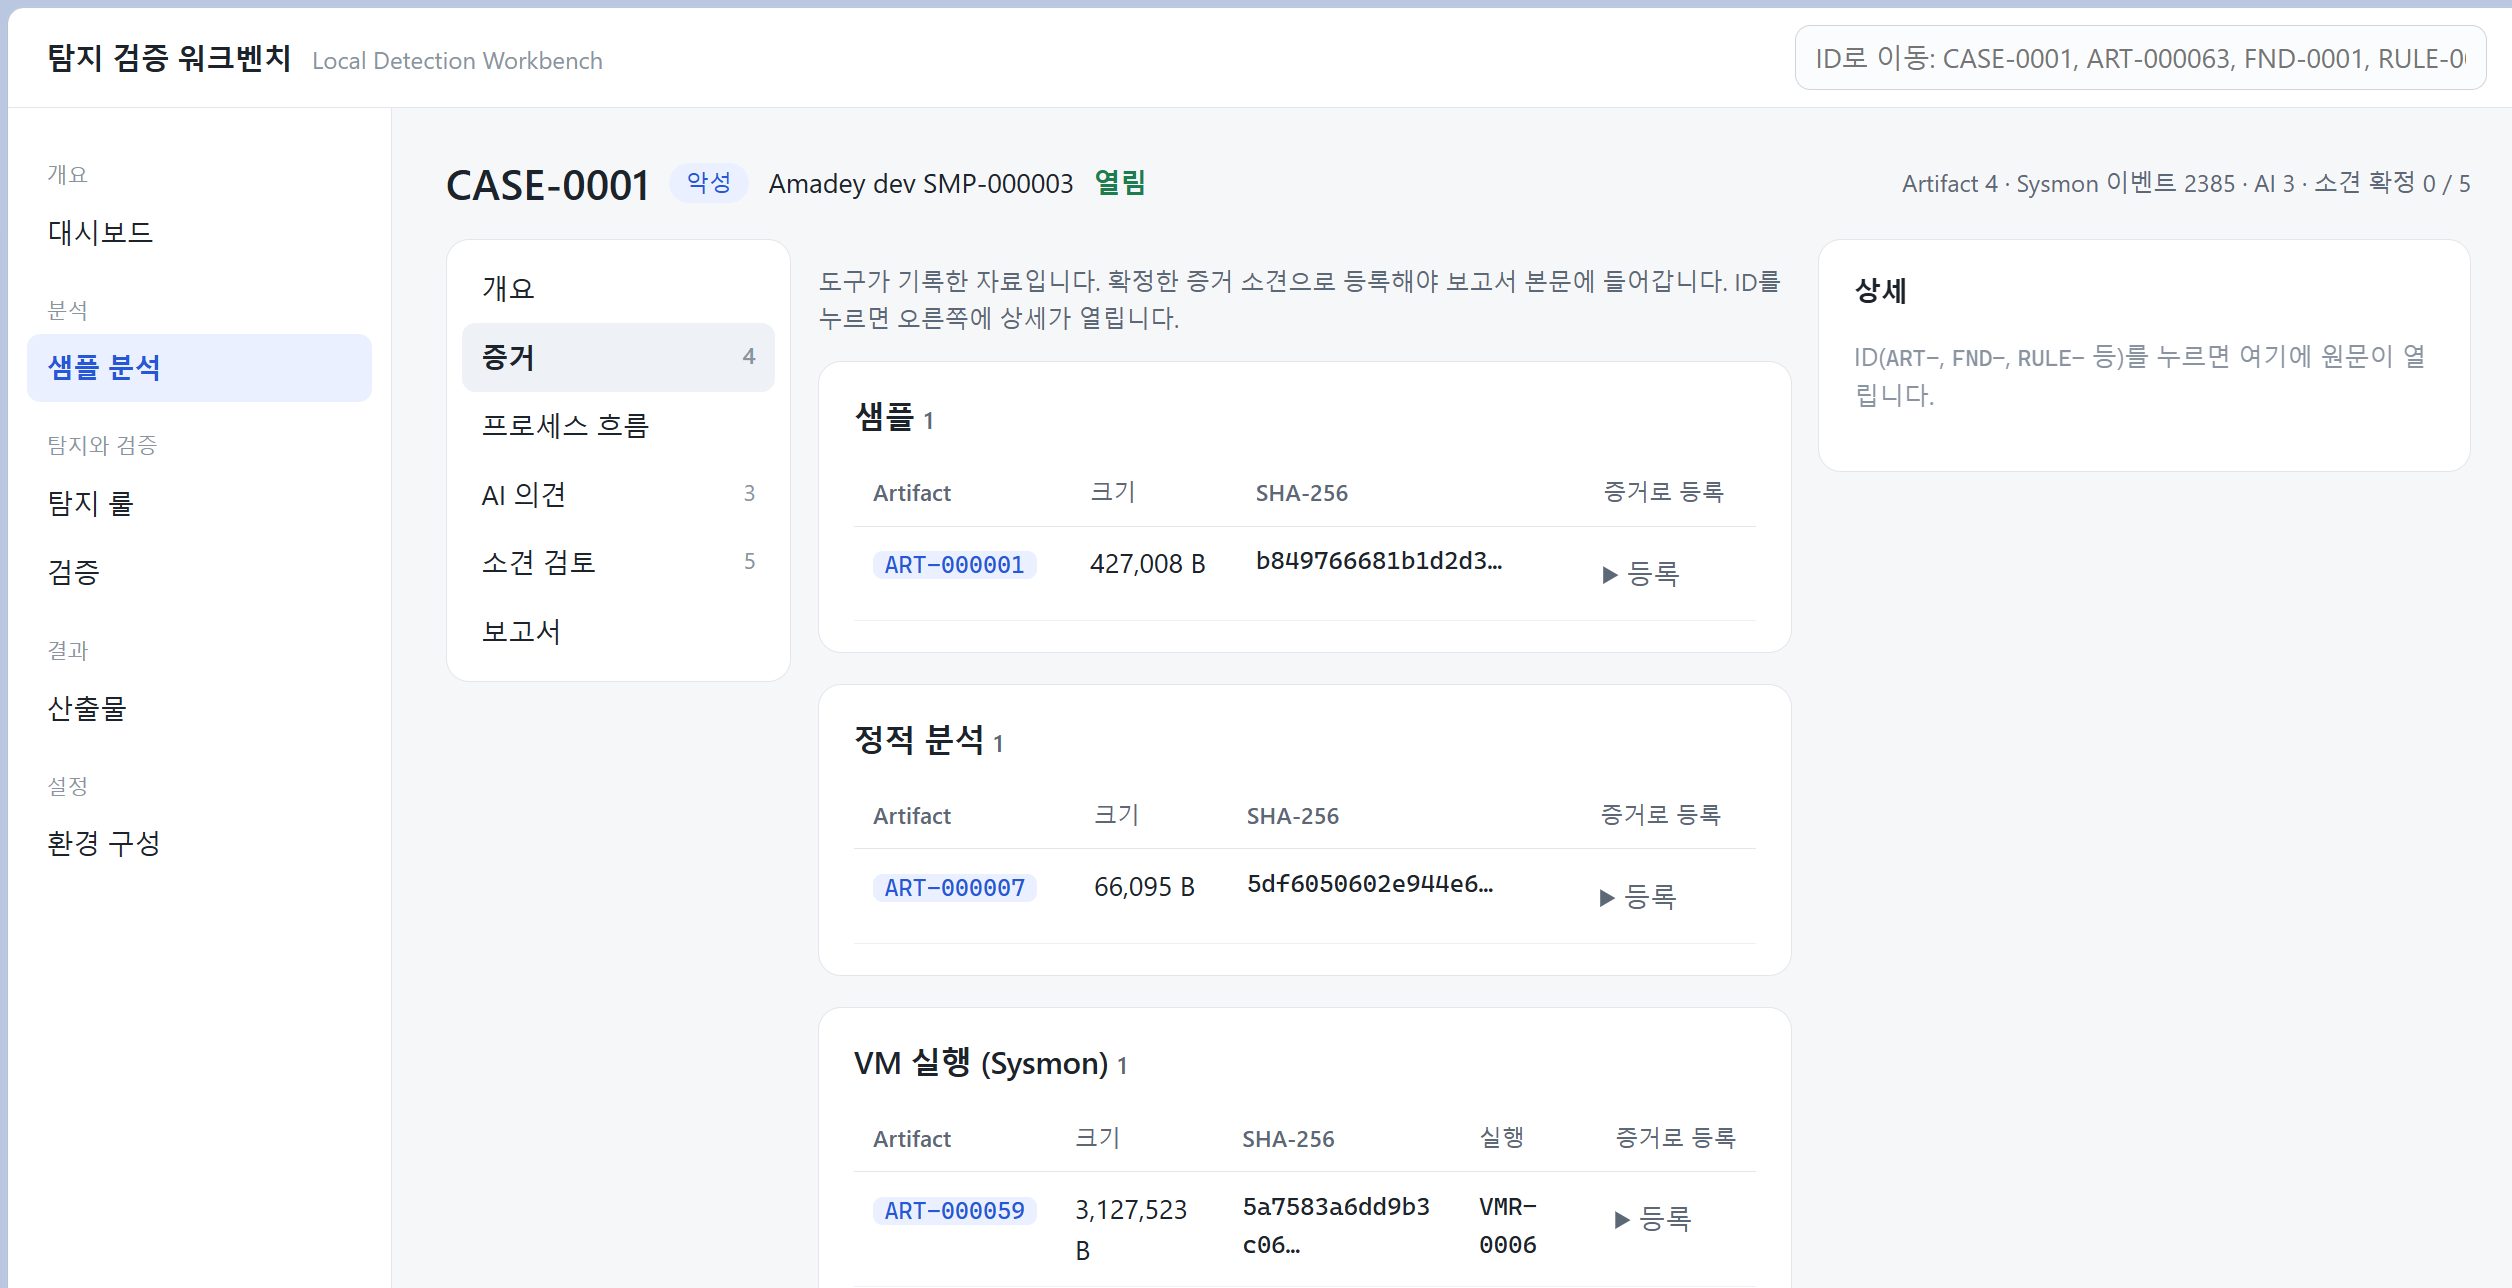 탐지 검증 워크벤치 Local Detection Workbench
ID로 이동: CASE-0001, ART-000063, FND-0001, RULE-0
개요
대시보드
분석
샘플 분석
탐지와 검증
탐지 룰
검증
결과
산출물
설정
환경 구성
CASE-0001 악성 Amadey dev SMP-000003 열림
Artifact 4 · Sysmon 이벤트 2385 · AI 3 · 소견 확정 0 / 5
개요
증거 4
프로세스 흐름
AI 의견 3
소견 검토 5
보고서
도구가 기록한 자료입니다. 확정한 증거 소견으로 등록해야 보고서 본문에 들어갑니다. ID를
누르면 오른쪽에 상세가 열립니다.
샘플 1
Artifact 크기 SHA-256 증거로 등록
ART-000001 427,008 B b849766681b1d2d3… ▶ 등록
정적 분석 1
Artifact 크기 SHA-256 증거로 등록
ART-000007 66,095 B 5df6050602e944e6… ▶ 등록
VM 실행 (Sysmon) 1
Artifact 크기 SHA-256 실행 증거로 등록
ART-000059 3,127,523 5a7583a6dd9b3 VMR- ▶ 등록
B c06… 0006
상세
ID(ART-, FND-, RULE- 등)를 누르면 여기에 원문이 열
립니다.